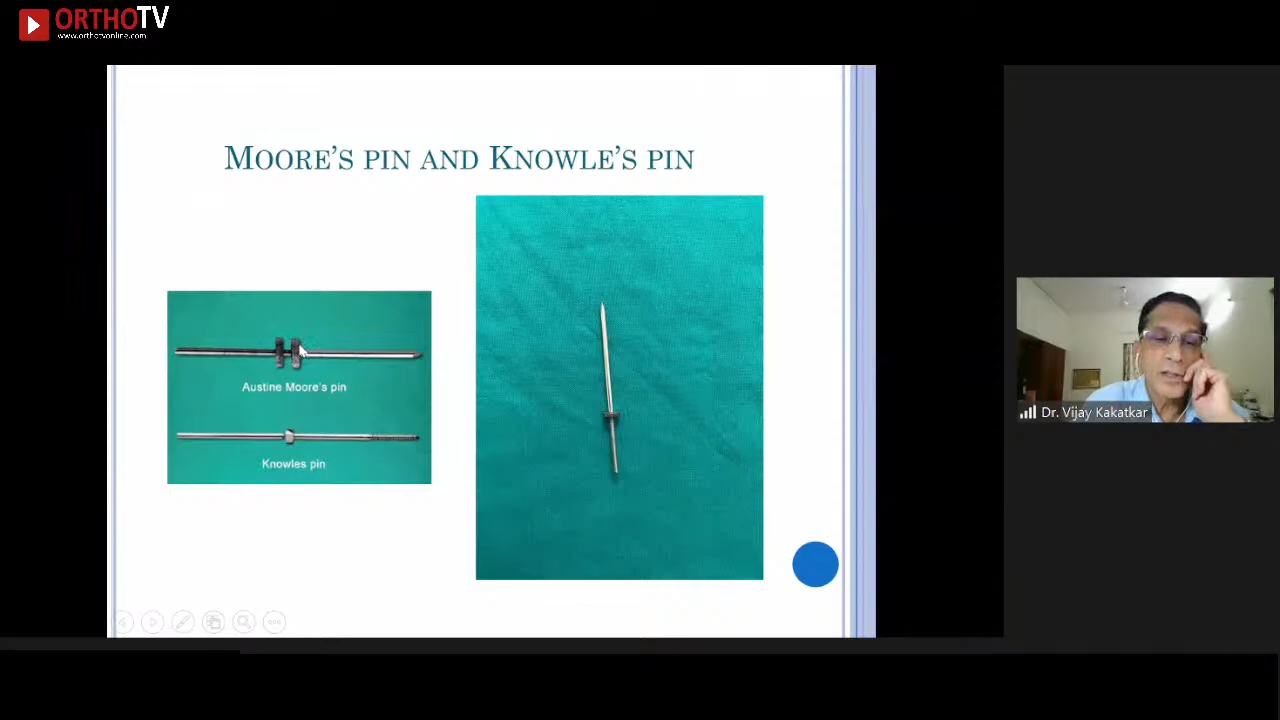 ORTHOTV
www.orthotvonline.com
MOORE'S PIN AND KNOWLE'S PIN
Austine Moore's pin
Knowles pin
Dr. Vijay Kakatkar